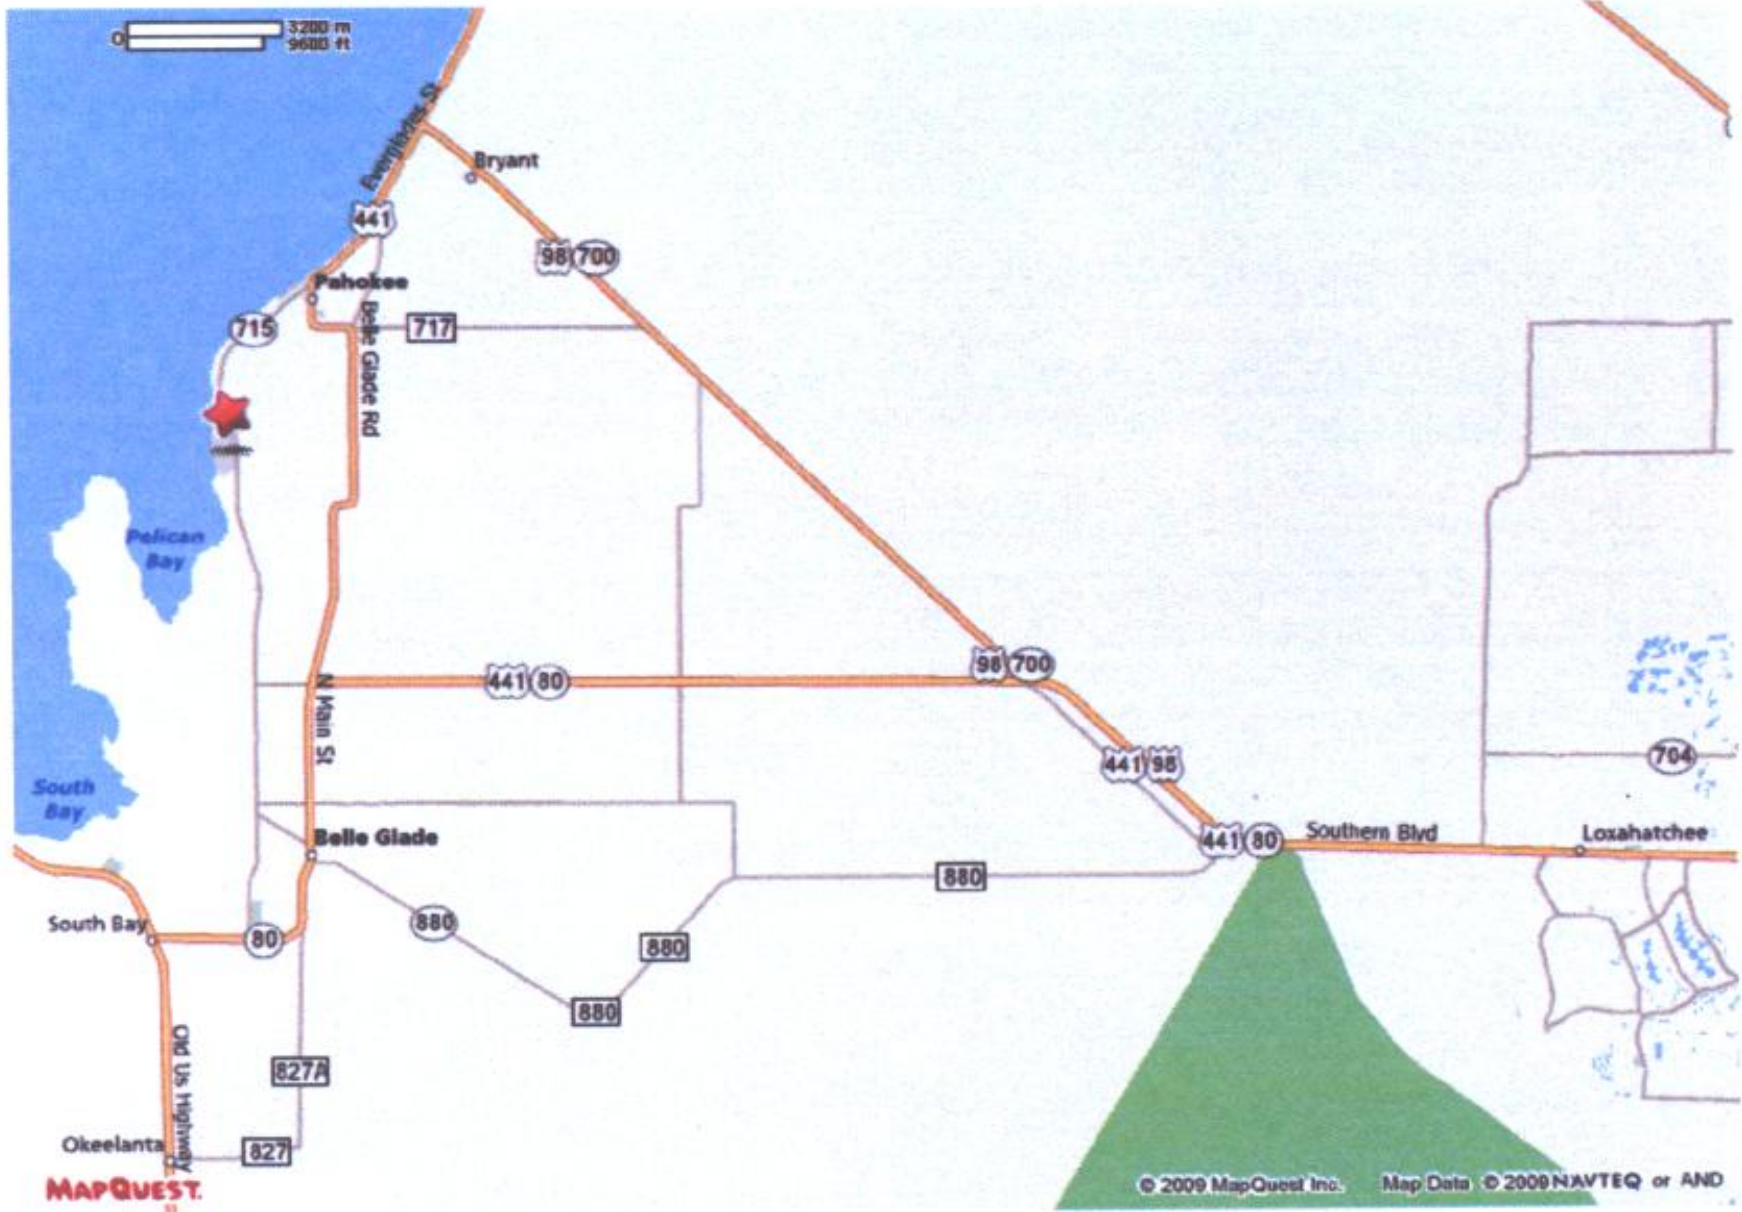 0
3200 m
9600 ft
Everglades St
Bryant
441
98
700
Pahokee
715
717
Belle Glade Rd
Pelican
Bay
98
700
441
80
N Main St
441
98
704
South
Bay
Belle Glade
441
80
Southern Blvd
Loxahatchee
880
South Bay
80
880
880
880
Old Us Highway
827A
Okeelanta
827
MAPQUEST.
© 2009 MapQuest Inc.
Map Data © 2009 NAVTEQ or AND